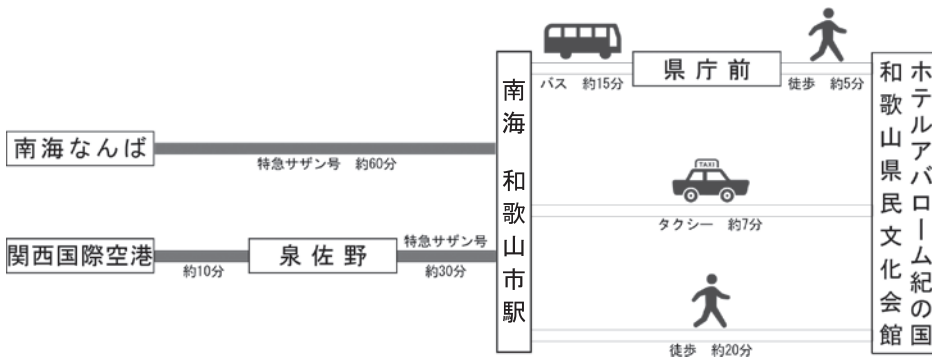 南海なんば
特急サザン号 約60分
関西国際空港
約10分
泉佐野
特急サザン号
約30分
南海 和歌山市駅
バス 約15分
県庁前
徒歩 約5分
TAXI
タクシー 約7分
徒歩 約20分
ホテルアバローム紀の国
和歌山県民文化会館